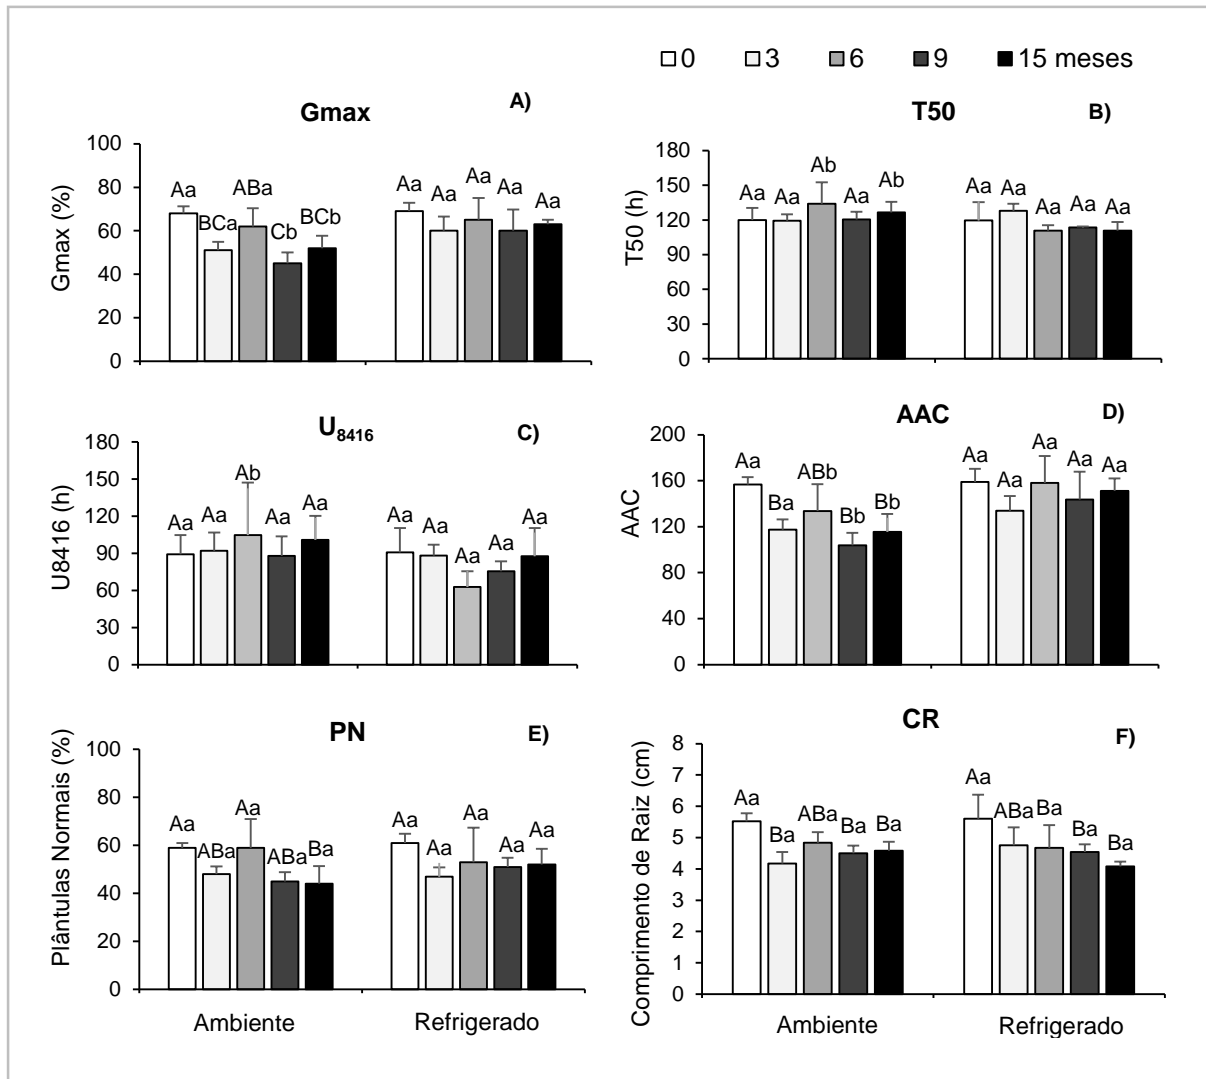 0 3 6 9 15 meses
Gmax A)
Gmax (%)
100
80
60
40
20
0
Aa BCa ABa Cb BCb Aa Aa Aa Aa Aa
T50 B)
T50 (h)
180
150
120
90
60
30
0
Aa Aa Ab Aa Ab Aa Aa Aa Aa Aa
U8416 C)
U8416 (h)
180
150
120
90
60
30
0
Aa Aa Ab Aa Aa Aa Aa Aa Aa Aa
AAC D)
AAC
200
160
120
80
40
0
Aa Ba ABb Bb Bb Aa Aa Aa Aa Aa
PN E)
Plântulas Normais (%)
100
80
60
40
20
0
Aa ABa Aa ABa Ba Aa Aa Aa Aa Aa
Ambiente Refrigerado
CR F)
Comprimento de Raiz (cm)
8
7
6
5
4
3
2
1
0
Aa Ba ABa Ba Ba Aa ABa Ba Ba Ba
Ambiente Refrigerado